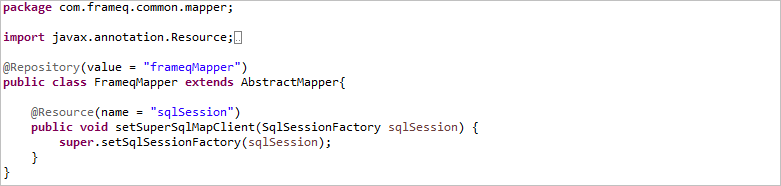 package com.frameq.common.mapper;
import javax.annotation.Resource;
@Repository(value = "frameqMapper")
public class FrameqMapper extends AbstractMapper{
@Resource(name = "sqlSession")
public void setSuperSqlMapClient(SqlSessionFactory sqlSession) {
super.setSqlSessionFactory(sqlSession);
}
}